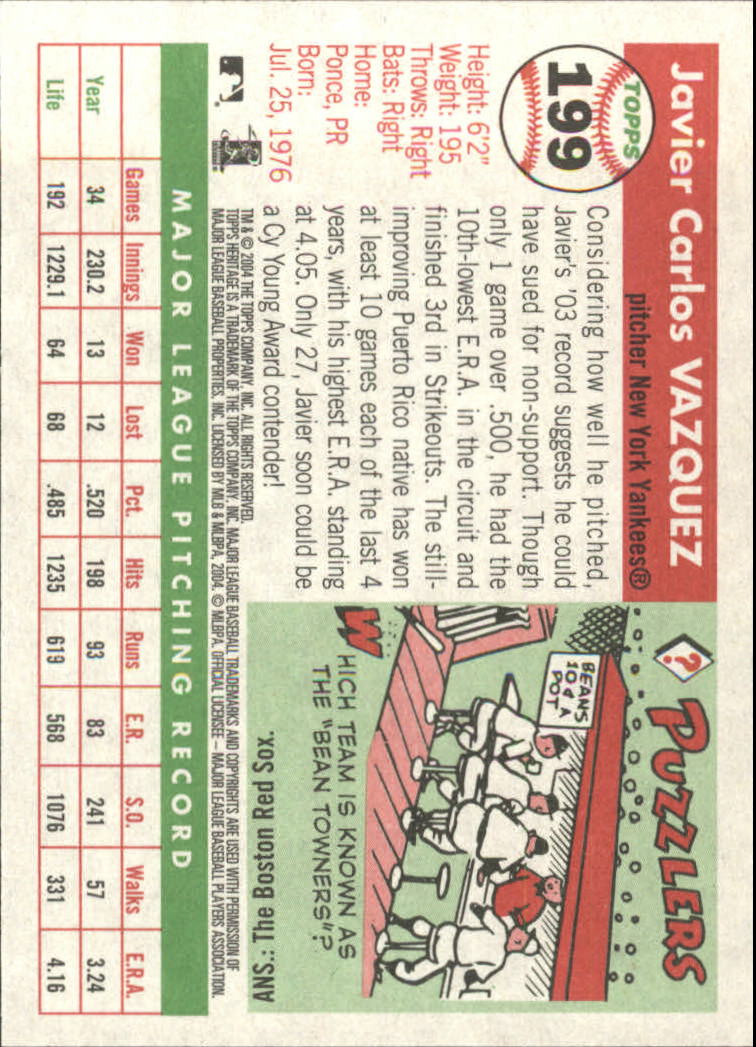 TOPPS
199
Javier Carlos VAZQUEZ
pitcher New York Yankees®
Height: 6'2"
Weight: 195
Throws: Right
Bats: Right
Home:
Ponce, PR
Born:
Jul. 25, 1976
Considering how well he pitched,
Javier's '03 record suggests he could
have sued for non-support. Though
only 1 game over .500, he had the
10th-lowest E.R.A. in the circuit and
finished 3rd in Strikeouts. The still-
improving Puerto Rico native has won
at least 10 games each of the last 4
years, with his highest E.R.A. standing
at 4.05. Only 27, Javier soon could be
a Cy Young Award contender!
? PUZZLERS
BEANS
10¢ A
POT
WHICH TEAM IS KNOWN AS
THE "BEAN TOWNERS"?
ANS.: The Boston Red Sox.
TM & © 2004 THE TOPPS COMPANY, INC. ALL RIGHTS RESERVED.
TOPPS HERITAGE IS A TRADEMARK OF THE TOPPS COMPANY, INC. MAJOR LEAGUE BASEBALL TRADEMARKS AND COPYRIGHTS ARE USED WITH PERMISSION OF
MAJOR LEAGUE BASEBALL PROPERTIES, INC. LICENSED BY MLB & MLBPA, 2004. © MLBPA. OFFICIAL LICENSEE – MAJOR LEAGUE BASEBALL PLAYERS ASSOCIATION.
MAJOR LEAGUE PITCHING RECORD
Games Innings Won Lost Pct. Hits Runs E.R. S.O. Walks E.R.A.
Year 34 230.2 13 12 .520 198 93 83 241 57 3.24
Life 192 1229.1 64 68 .485 1235 619 568 1076 331 4.16